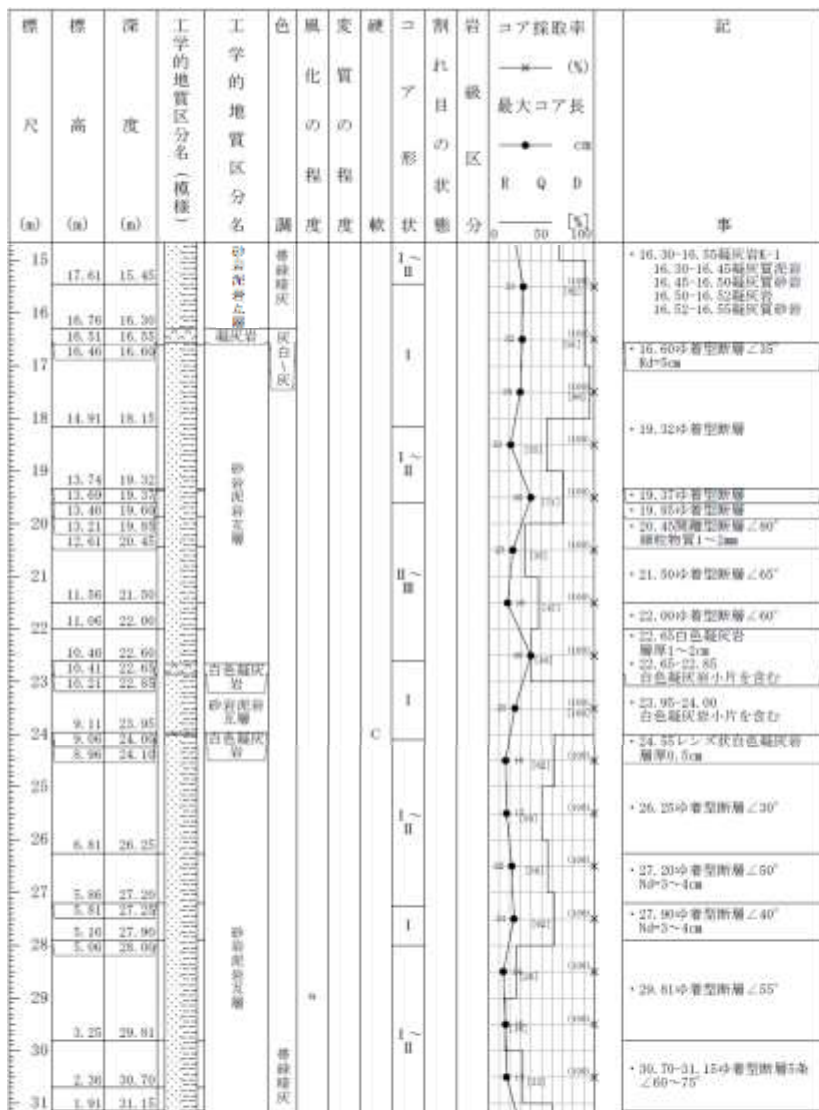 標尺(m)
標高(m)
深度(m)
工学的地質区分名(模様)
工学的地質区分名
色調
風化の程度
変質の程度
硬軟
コア形状
割れ目の状態
岩級区分
コア採取率
(%)
最大コア長
cm
R Q D
[%]
0 50 100
記事
15
16
17
18
19
20
21
22
23
24
25
26
27
28
29
30
31
17.61 15.45
16.76 16.30
16.51 16.55
16.46 16.60
14.91 18.15
13.74 19.32
13.69 19.37
13.46 19.60
13.21 19.85
12.61 20.45
11.56 21.50
11.06 22.00
10.46 22.60
10.41 22.65
10.21 22.85
9.11 23.95
9.06 24.00
8.96 24.10
6.81 26.25
5.86 27.20
5.81 27.25
5.16 27.90
5.06 28.00
3.25 29.81
2.36 30.70
1.91 31.15
砂岩泥岩互層
凝灰岩
砂岩泥岩互層
白色凝灰岩
砂岩泥岩互層
白色凝灰岩
砂岩泥岩互層
暗灰
灰白~灰
暗灰
C
I~II
I
I~II
II~III
I
I~II
I
I~II
・16.30-16.55凝灰岩K-1
16.30-16.45凝灰質泥岩
16.45-16.50凝灰質砂岩
16.50-16.52凝灰岩
16.52-16.55凝灰質砂岩
・16.60ゆ着型断層∠35°
Rd=5cm
・19.32ゆ着型断層
・19.37ゆ着型断層
・19.85ゆ着型断層
・20.45開離型断層∠80°
細粒物質1~2mm
・21.50ゆ着型断層∠65°
・22.00ゆ着型断層∠60°
・22.65白色凝灰岩
層厚1~2cm
・22.65-22.85
白色凝灰岩小片を含む
・23.95-24.00
白色凝灰岩小片を含む
・24.55レンズ状白色凝灰岩
層厚0.5cm
・26.25ゆ着型断層∠30°
・27.20ゆ着型断層∠50°
Nd=3~4cm
・27.90ゆ着型断層∠40°
Nd=3~4cm
・29.81ゆ着型断層∠55°
・30.70-31.15ゆ着型断層5条
∠60~75°